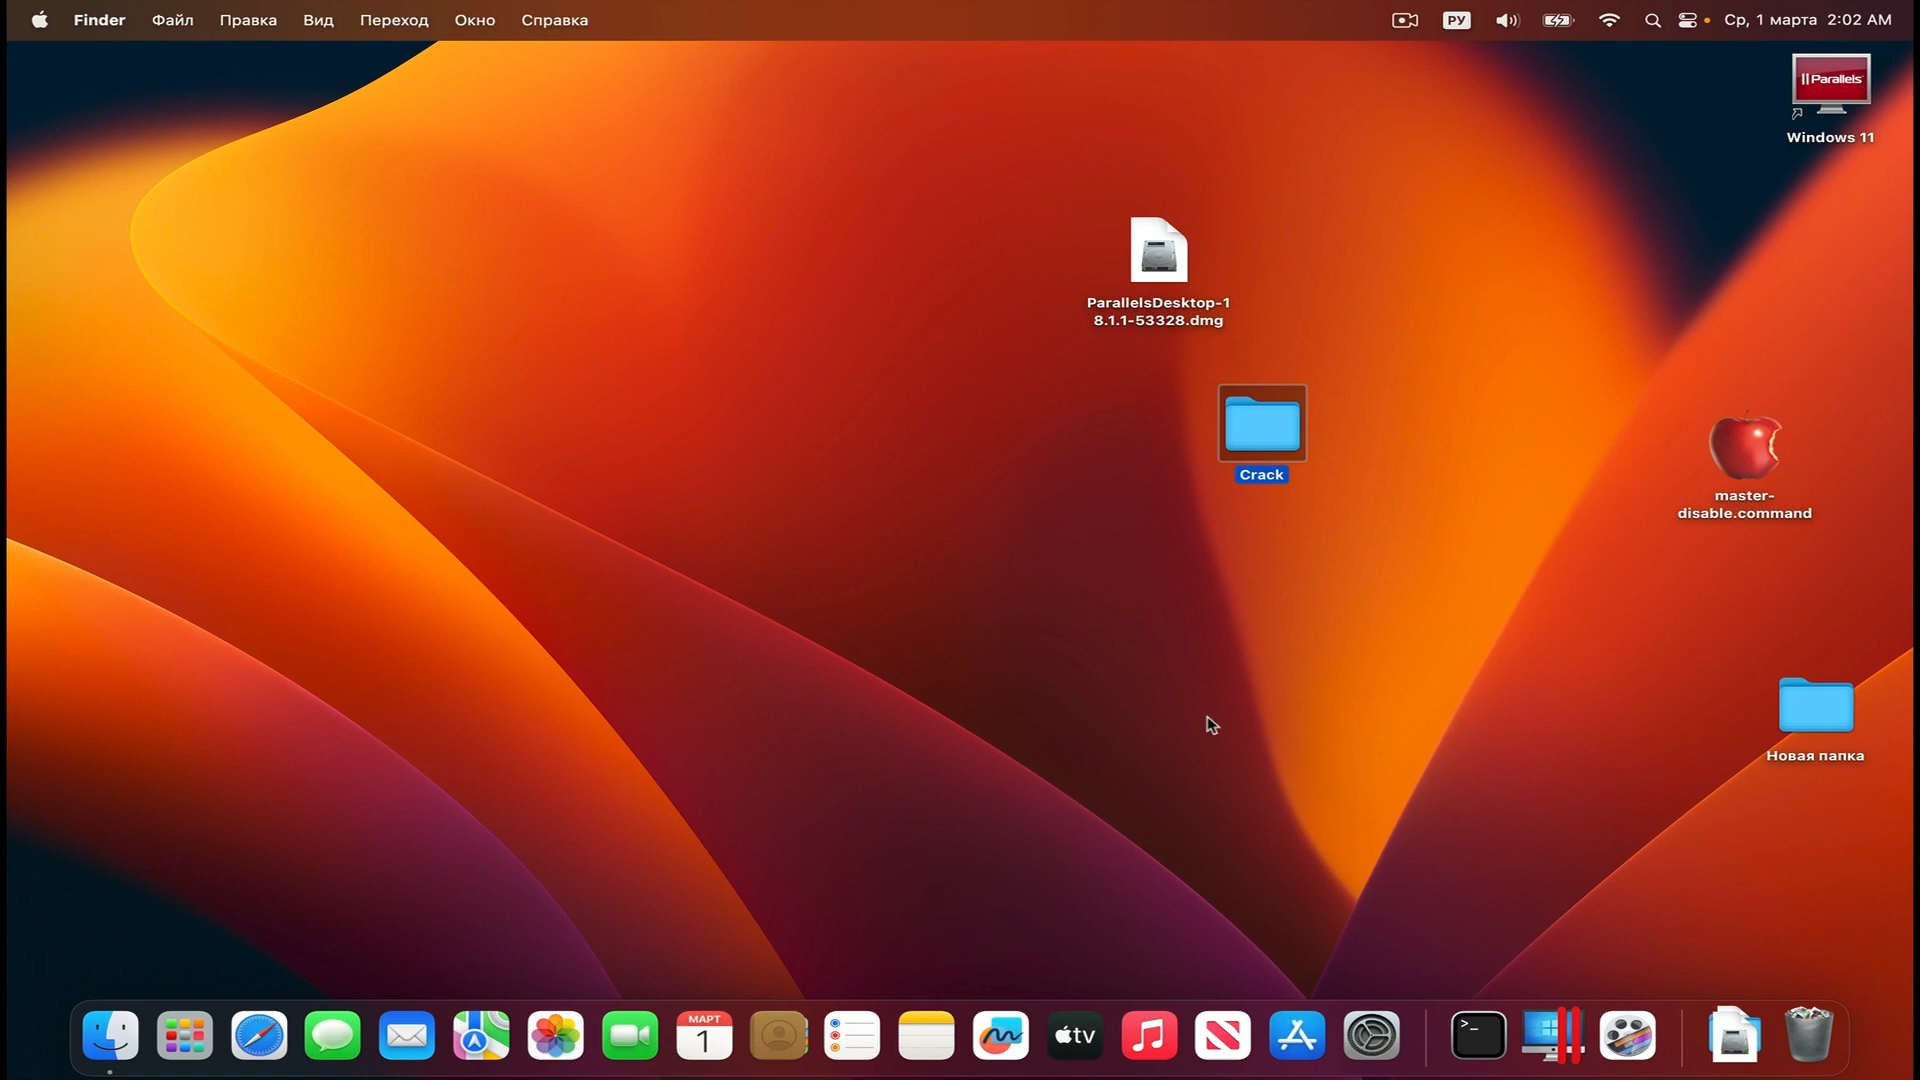 Finder Файл Правка Вид Переход Окно Справка РУ Ср, 1 марта 2:02 AM
Parallels
Windows 11
ParallelsDesktop-1
8.1.1-53328.dmg
Crack
master-
disable.command
Новая папка
МАРТ
1
tv
>_